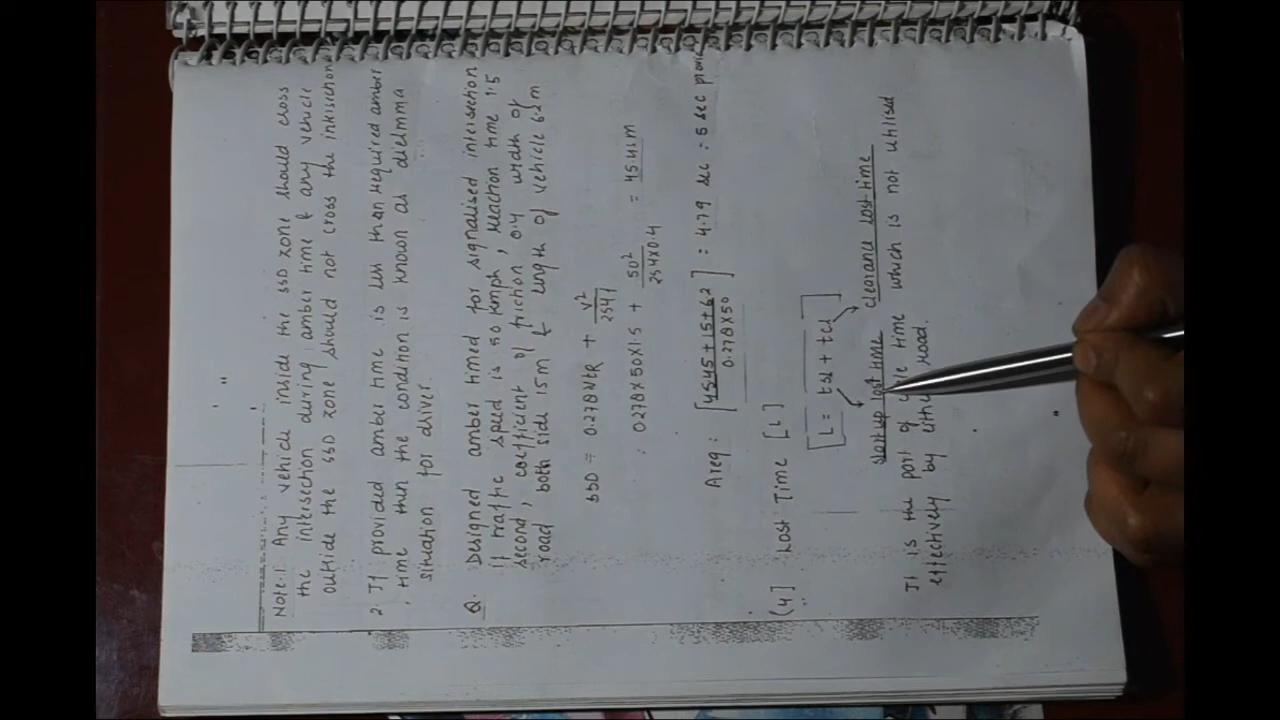 Note.1 Any vehicle inside the SSD zone should cross
the intersection during amber time & any vehicle
outside the SSD zone should not cross the intersection
2. If provided amber time is less than required amber
time then the condition is known as dielmma
situation for driver.
Q. Designed amber timed for signalised intersection
if traffic speed is 50 kmph, reaction time 1.5
second, coefficient of friction 0.4 width of
road both side 15m & length of vehicle 6.2m
SSD = 0.278VtR + V²/254f
: 0.278×50×1.5 + 50²/254×0.4 = 45.45m
Areq : [45.45+15+6.2 / 0.278×50] = 4.79 sec : 5 sec
(4) Lost Time [L]
[L = tsl + tcl]
start up lost time clearance lost time
It is the part of time which is not utilised
effectively by road.